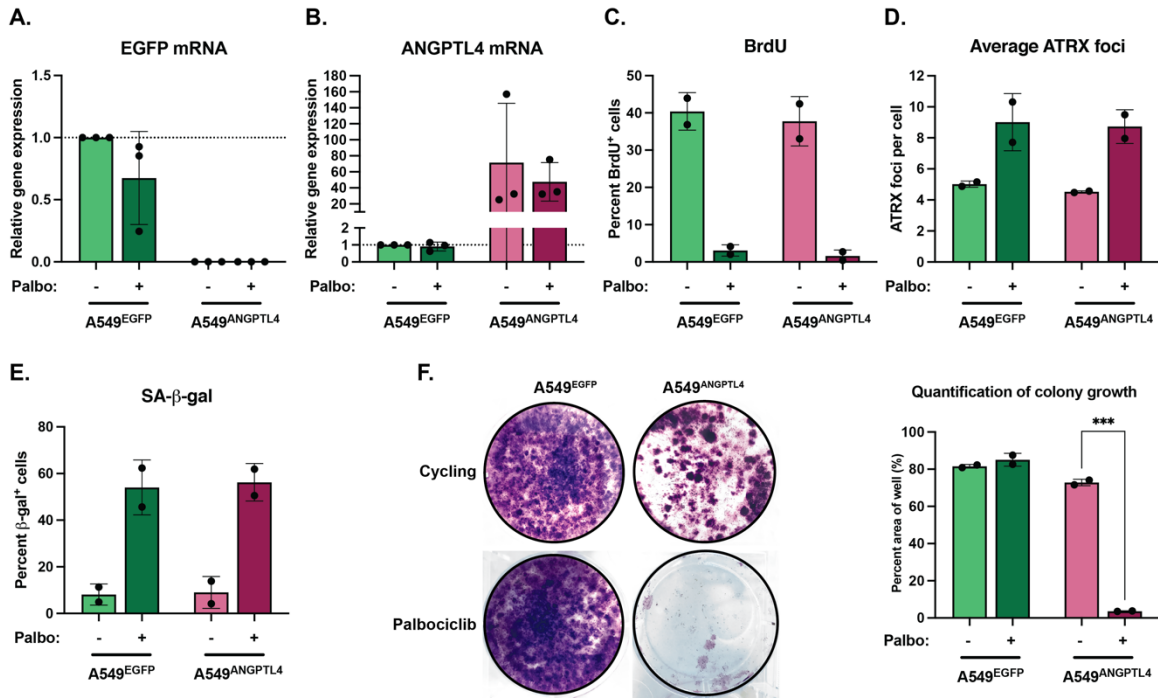 A.
EGFP mRNA
Relative gene expression
1.5
1.0
0.5
0.0
Palbo: - + - +
A549EGFP A549ANGPTL4
B.
ANGPTL4 mRNA
Relative gene expression
180
160
140
120
100
80
60
40
20
2
1
0
Palbo: - + - +
A549EGFP A549ANGPTL4
C.
BrdU
Percent BrdU+ cells
50
40
30
20
10
0
Palbo: - + - +
A549EGFP A549ANGPTL4
D.
Average ATRX foci
ATRX foci per cell
12
10
8
6
4
2
0
Palbo: - + - +
A549EGFP A549ANGPTL4
E.
SA-β-gal
Percent β-gal+ cells
80
60
40
20
0
Palbo: - + - +
A549EGFP A549ANGPTL4
F.
A549EGFP A549ANGPTL4
Cycling
Palbociclib
Quantification of colony growth
Percent area of well (%)
100
80
60
40
20
0
***
Palbo: - + - +
A549EGFP A549ANGPTL4